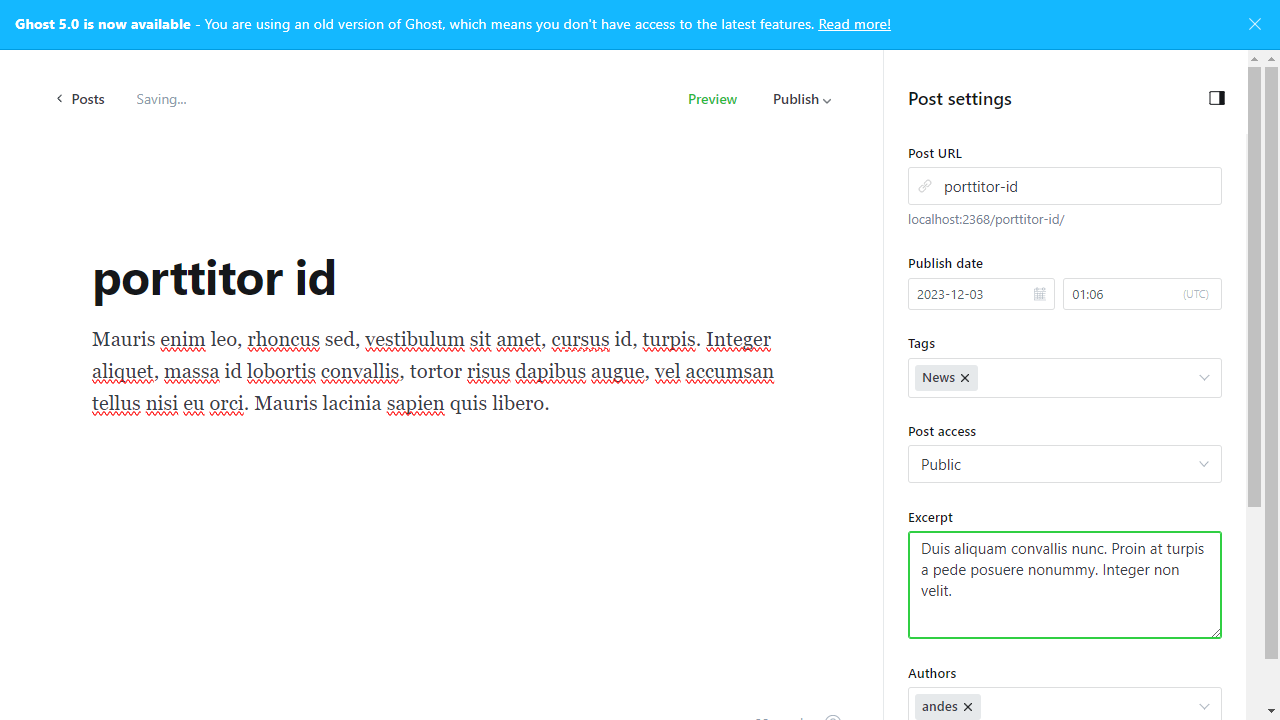 Ghost 5.0 is now available - You are using an old version of Ghost, which means you don't have access to the latest features. Read more!
Posts
Saving...
Preview
Publish
porttitor id
Mauris enim leo, rhoncus sed, vestibulum sit amet, cursus id, turpis. Integer
aliquet, massa id lobortis convallis, tortor risus dapibus augue, vel accumsan
tellus nisi eu orci. Mauris lacinia sapien quis libero.
Post settings
Post URL
porttitor-id
localhost:2368/porttitor-id/
Publish date
2023-12-03
01:06
(UTC)
Tags
News
Post access
Public
Excerpt
Duis aliquam convallis nunc. Proin at turpis
a pede posuere nonummy. Integer non
velit.
Authors
andes